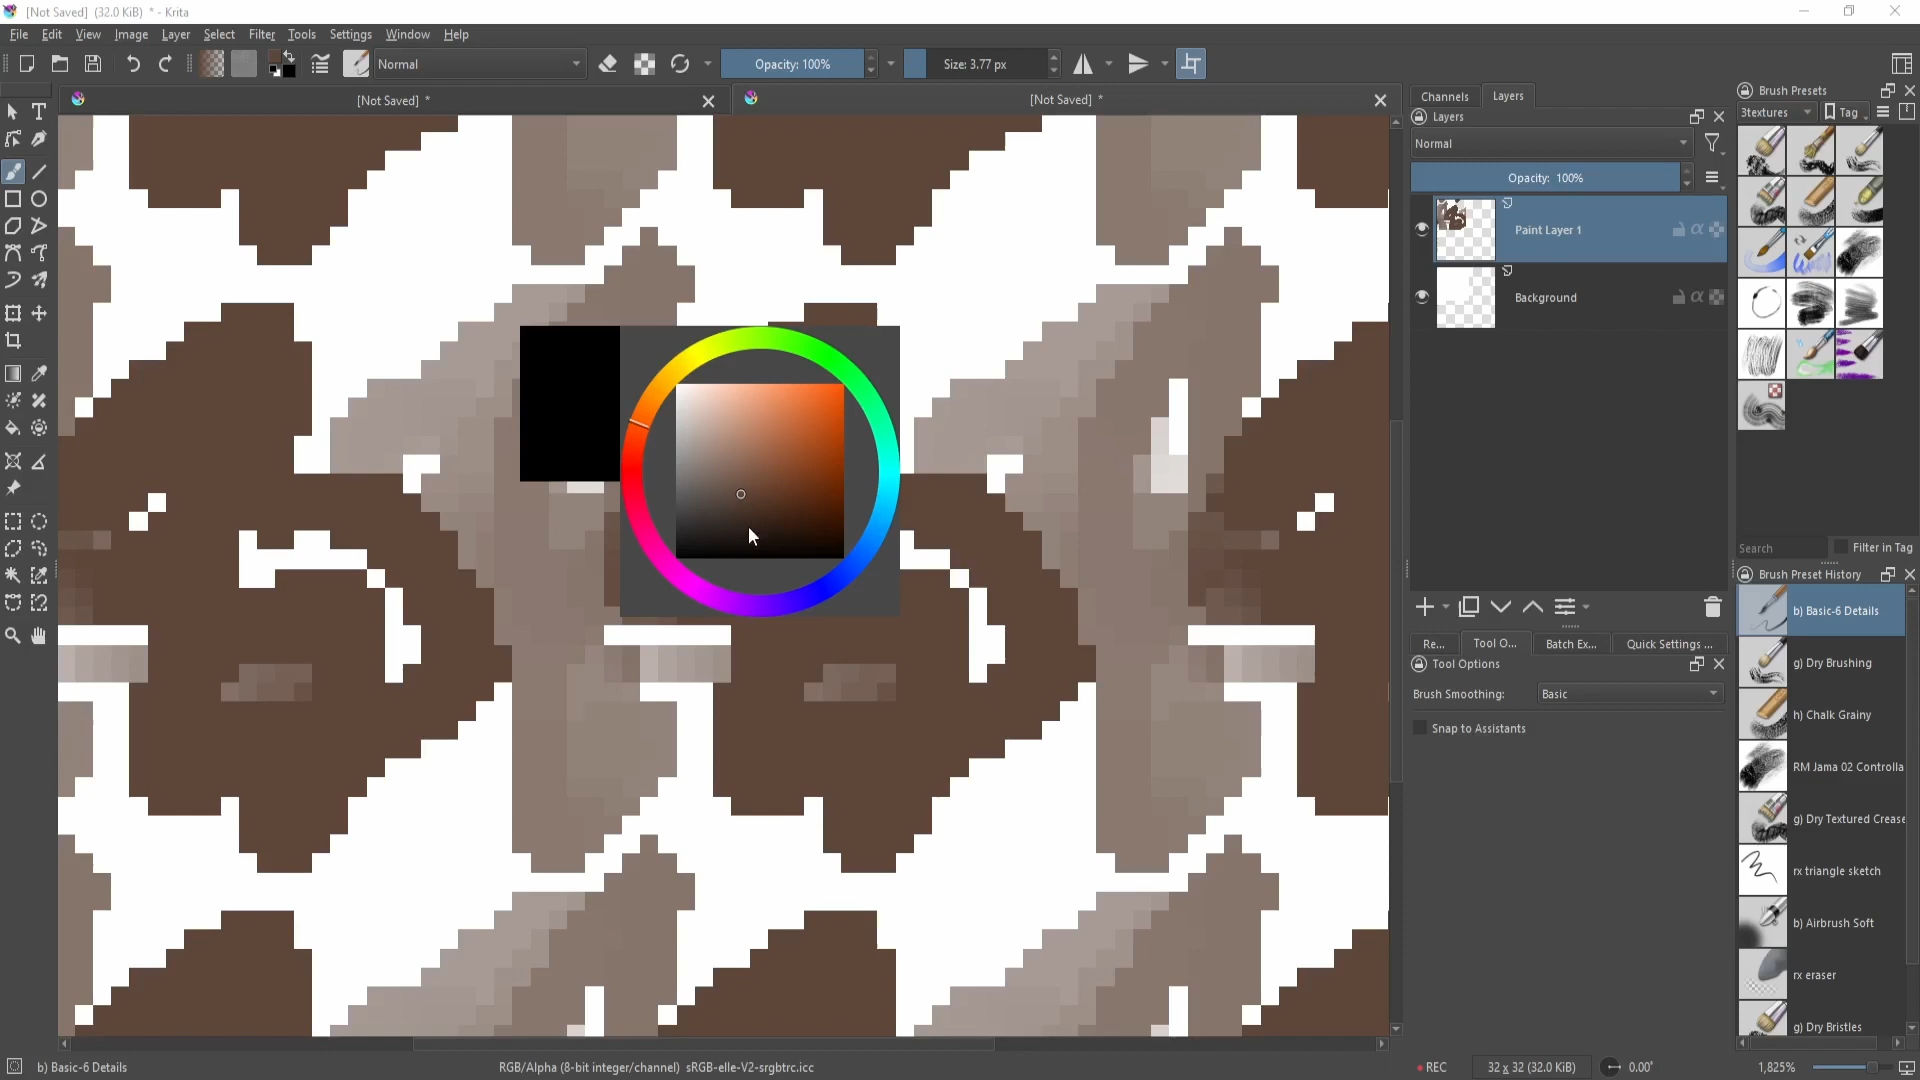 [Not Saved]  (32.0 KiB)  * - Krita
File Edit View Image Layer Select Filter Tools Settings Window Help
Normal
Opacity: 100%
Size: 3.77 px
[Not Saved]  *
[Not Saved]  *
Channels
Layers
Layers
Normal
Opacity:  100%
Paint Layer 1
Background
Brush Presets
3textures
Tag
Search
Filter in Tag
Brush Preset History
b) Basic-6 Details
g) Dry Brushing
h) Chalk Grainy
RM Jama 02 Controlla
g) Dry Textured Crease
rx triangle sketch
b) Airbrush Soft
rx eraser
g) Dry Bristles
Re...
Tool O...
Batch Ex...
Quick Settings ...
Tool Options
Brush Smoothing:
Basic
Snap to Assistants
b) Basic-6 Details
RGB/Alpha (8-bit integer/channel)  sRGB-elle-V2-srgbtrc.icc
REC
32 x 32 (32.0 KiB)
0.00°
1,825%